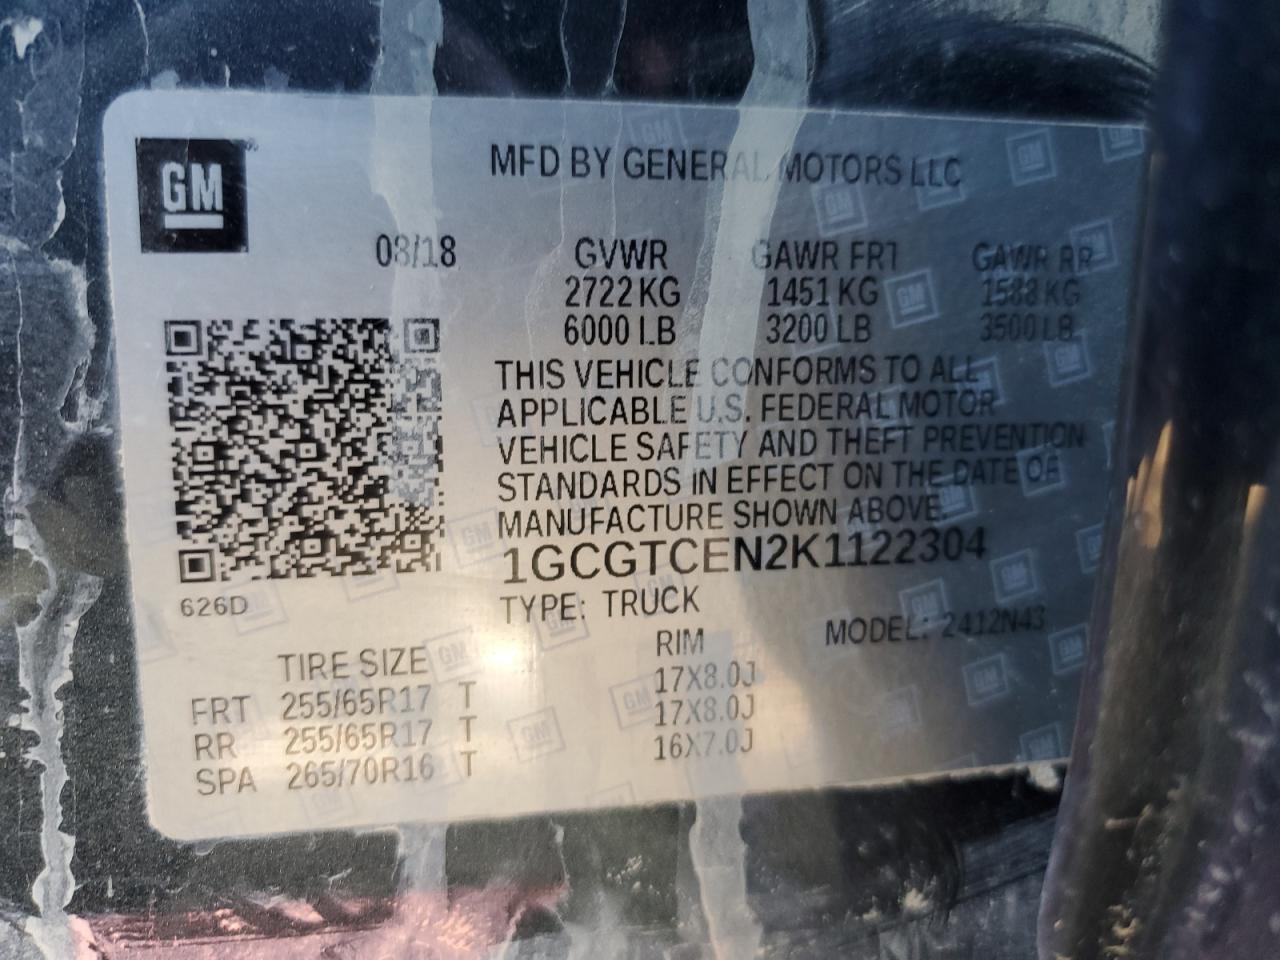 GM
MFD BY GENERAL MOTORS LLC
08/18 GVWR GAWR FRT GAWR RR
2722 KG 1451 KG 1588 KG
6000 LB 3200 LB 3500 LB
THIS VEHICLE CONFORMS TO ALL
APPLICABLE U.S. FEDERAL MOTOR
VEHICLE SAFETY AND THEFT PREVENTION
STANDARDS IN EFFECT ON THE DATE OF
MANUFACTURE SHOWN ABOVE.
1GCGTCEN2K1122304
626D
TYPE: TRUCK
MODEL: 2412N43
TIRE SIZE RIM
FRT 255/65R17 T 17X8.0J
RR 255/65R17 T 17X8.0J
SPA 265/70R16 T 16X7.0J